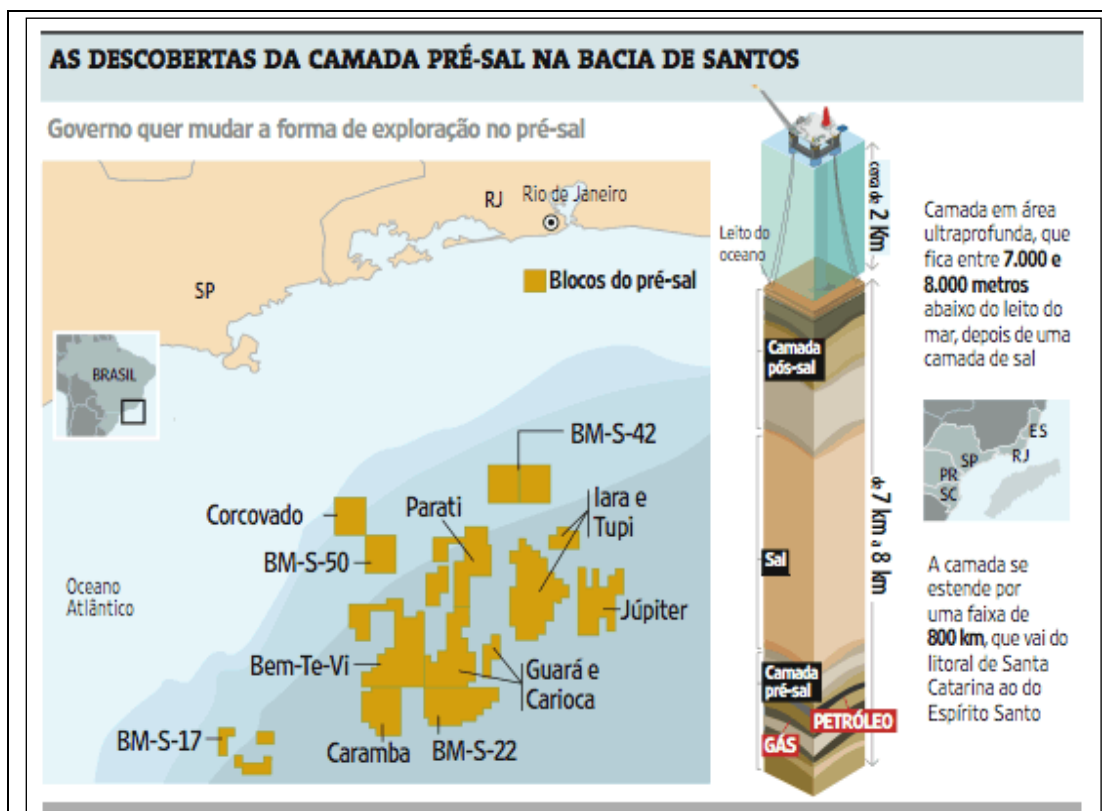 AS DESCOBERTAS DA CAMADA PRÉ-SAL NA BACIA DE SANTOS
Governo quer mudar a forma de exploração no pré-sal
RJ
Rio de Janeiro
SP
Blocos do pré-sal
BRASIL
BM-S-42
Corcovado
Parati
Iara e
Tupi
BM-S-50
Oceano
Atlântico
Júpiter
Bem-Te-Vi
Guará e
Carioca
BM-S-17
Caramba
BM-S-22
cerca de 2 Km
Leito do
oceano
Camada
pós-sal
de 7 km a 8 km
Sal
Camada
pré-sal
PETRÓLEO
GÁS
Camada em área
ultraprofunda, que
fica entre 7.000 e
8.000 metros
abaixo do leito do
mar, depois de uma
camada de sal
ES
SP
RJ
PR
SC
A camada se
estende por
uma faixa de
800 km, que vai do
litoral de Santa
Catarina ao do
Espírito Santo